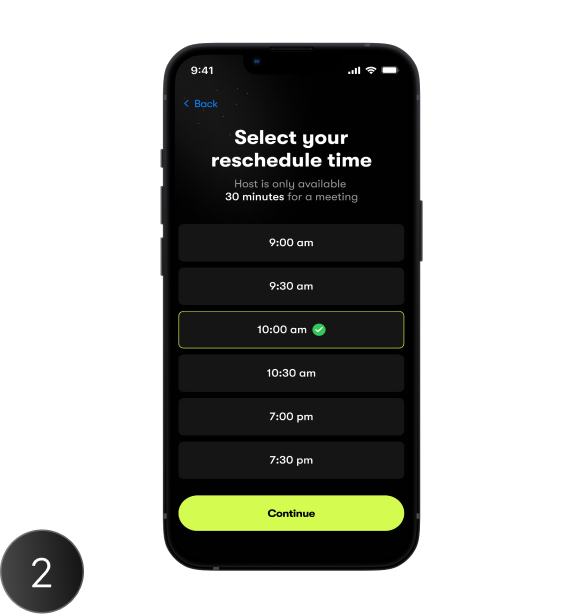 9:41
Back
Select your
reschedule time
Host is only available
30 minutes for a meeting
9:00 am
9:30 am
10:00 am
10:30 am
7:00 pm
7:30 pm
Continue
2